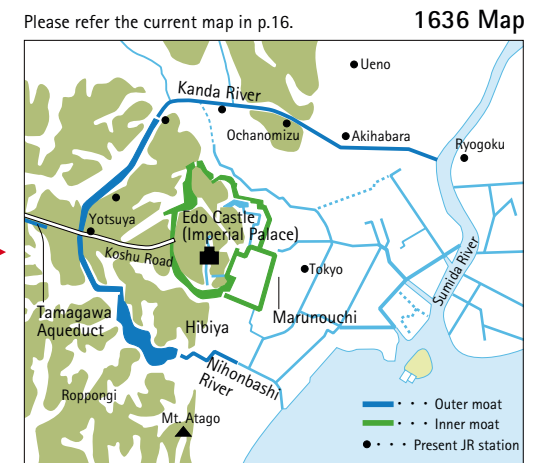 Please refer the current map in p.16.
1636 Map
Ueno
Kanda River
Ochanomizu
Akihabara
Ryogoku
Yotsuya
Edo Castle
(Imperial Palace)
Koshu Road
Tokyo
Sumida River
Tamagawa
Aqueduct
Hibiya
Marunouchi
Nihonbashi
River
Roppongi
Mt. Atago
・・・Outer moat
・・・Inner moat
・・・Present JR station